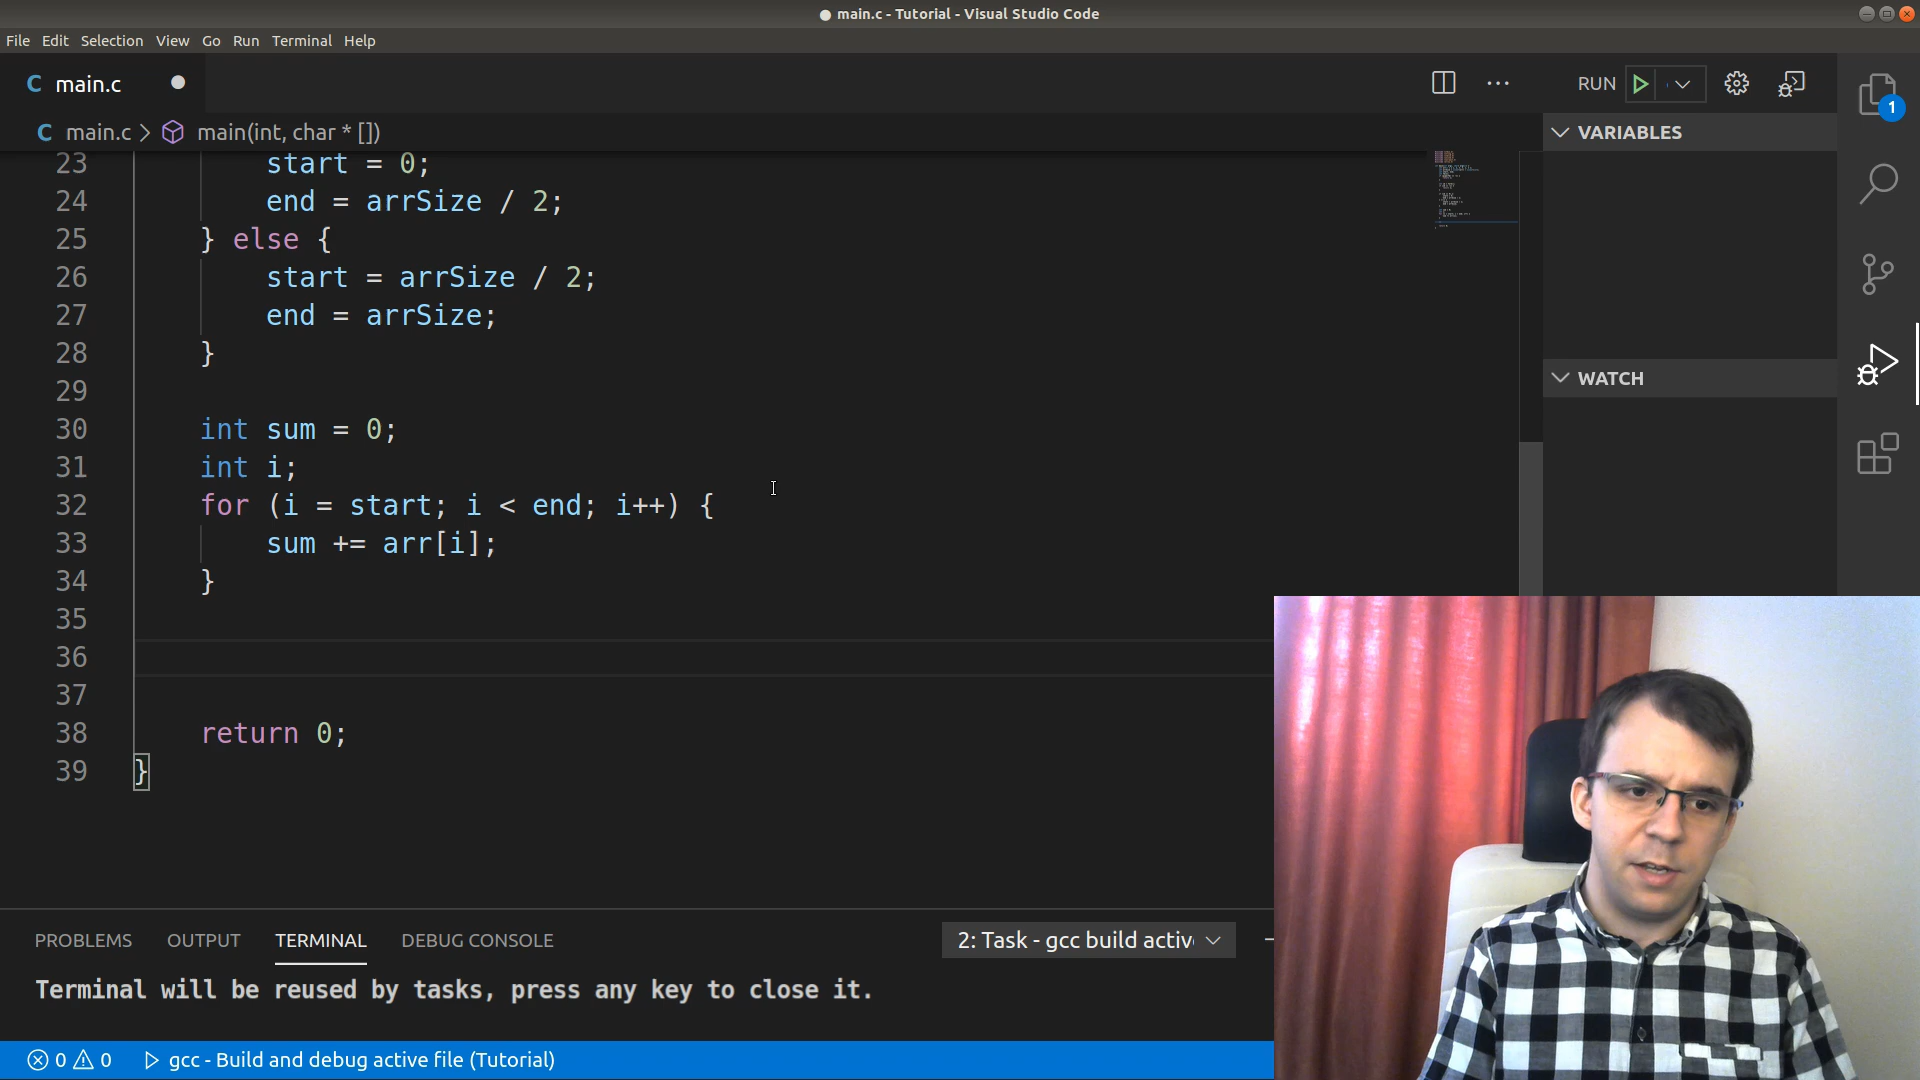 ● main.c - Tutorial - Visual Studio Code
File Edit Selection View Go Run Terminal Help
C main.c ●
RUN
1
C main.c > main(int, char * [])
VARIABLES
23 start = 0;
24 end = arrSize / 2;
25 } else {
26 start = arrSize / 2;
27 end = arrSize;
28 }
29
30 int sum = 0;
31 int i;
32 for (i = start; i < end; i++) {
33 sum += arr[i];
34 }
35
36
37
38 return 0;
39 }
WATCH
PROBLEMS OUTPUT TERMINAL DEBUG CONSOLE
2: Task - gcc build activ
Terminal will be reused by tasks, press any key to close it.
0 0 gcc - Build and debug active file (Tutorial)